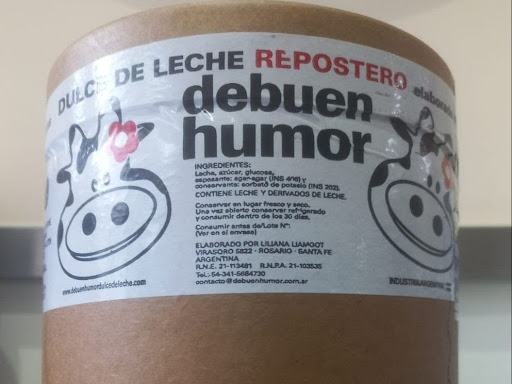 DULCE DE LECHE REPOSTERO elaborado
debuen
humor
INGREDIENTES:
Leche, azúcar, glucosa,
espesante: agar-agar (INS 416) y
conservante: sorbato de potasio (INS 202).
CONTIENE LECHE Y DERIVADOS DE LECHE.
Conservar en lugar fresco y seco.
Una vez abierto conservar refrigerado
y consumir dentro de los 30 días.
Consumir antes de/Lote Nº:
(Ver en el envase)
ELABORADO POR LILIANA LIAMGOT
VIRASORO 5822 - ROSARIO - SANTA FE
ARGENTINA
R.N.E. 21-113481 R.N.P.A. 21-103535
Tel.: 54-341-5684730
contacto@debuenhumor.com.ar
www.debuenhumordulcedeleche.com
INDUSTRIA ARGENTINA